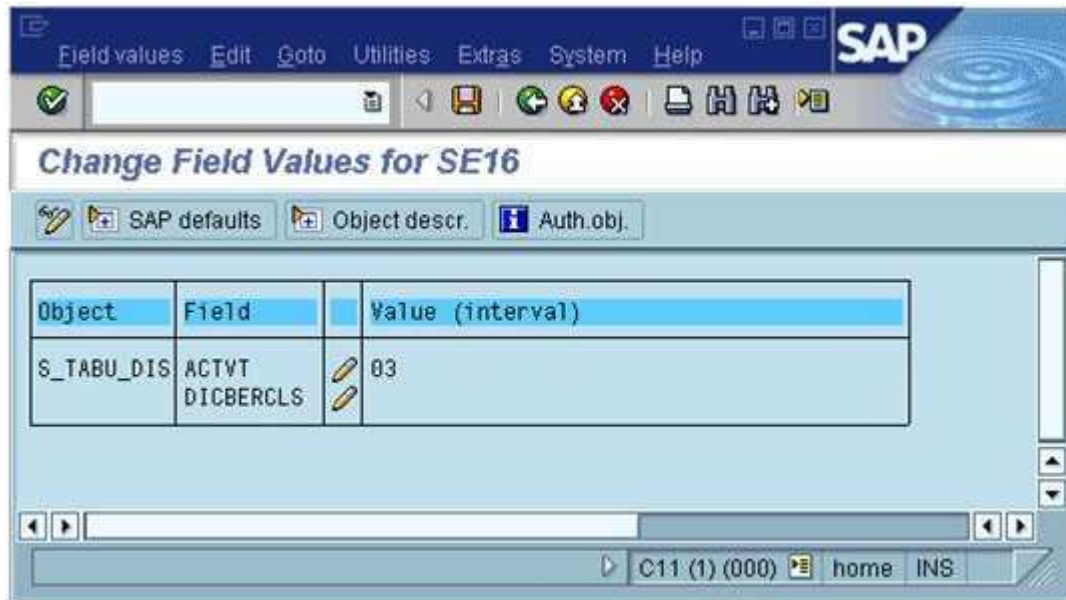 Field values Edit Goto Utilities Extras System Help
SAP
Change Field Values for SE16
SAP defaults Object descr. Auth.obj.
Object Field Value (interval)
S_TABU_DIS ACTVT 03
DICBERCLS
C11 (1) (000) home INS